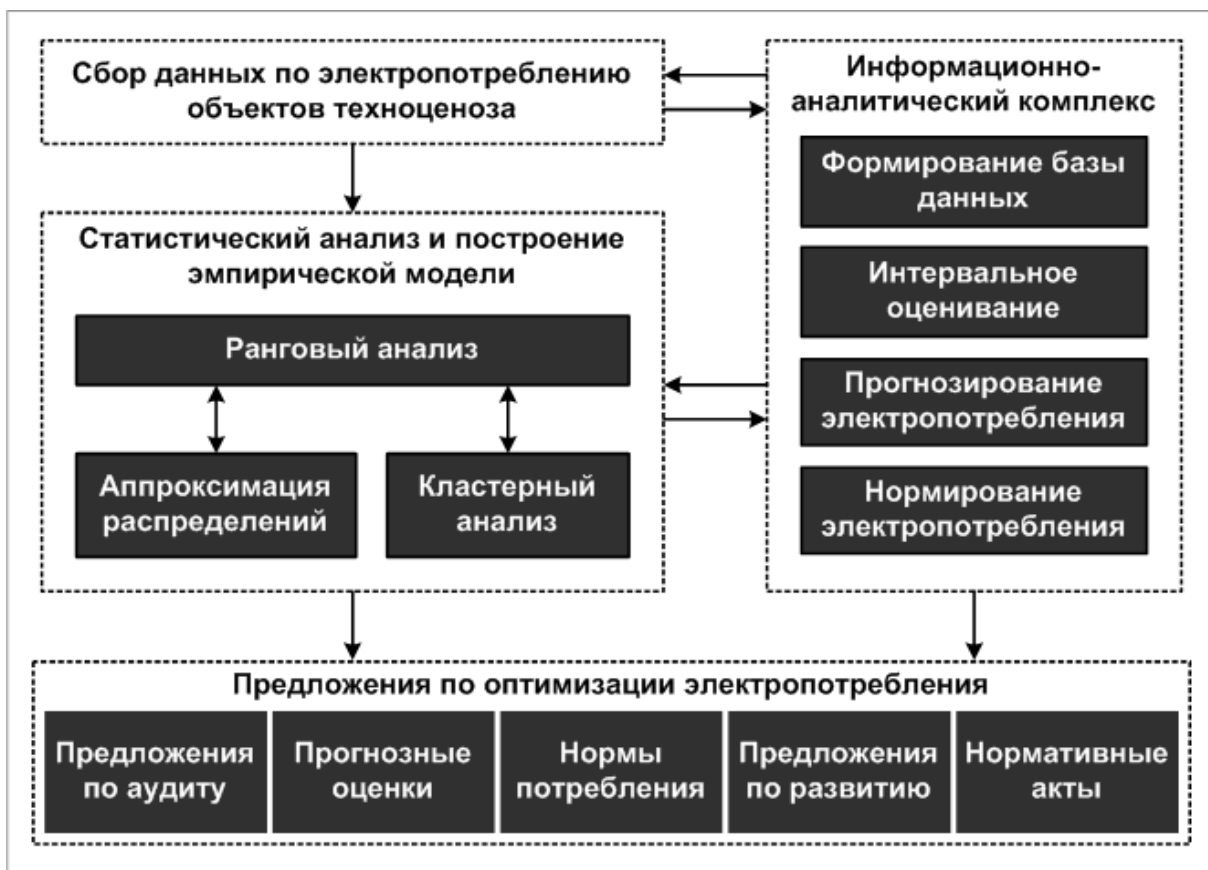 Сбор данных по электропотреблению
объектов техноценоза
Статистический анализ и построение
эмпирической модели
Ранговый анализ
Аппроксимация
распределений
Кластерный
анализ
Информационно-
аналитический комплекс
Формирование базы
данных
Интервальное
оценивание
Прогнозирование
электропотребления
Нормирование
электропотребления
Предложения по оптимизации электропотребления
Предложения
по аудиту
Прогнозные
оценки
Нормы
потребления
Предложения
по развитию
Нормативные
акты